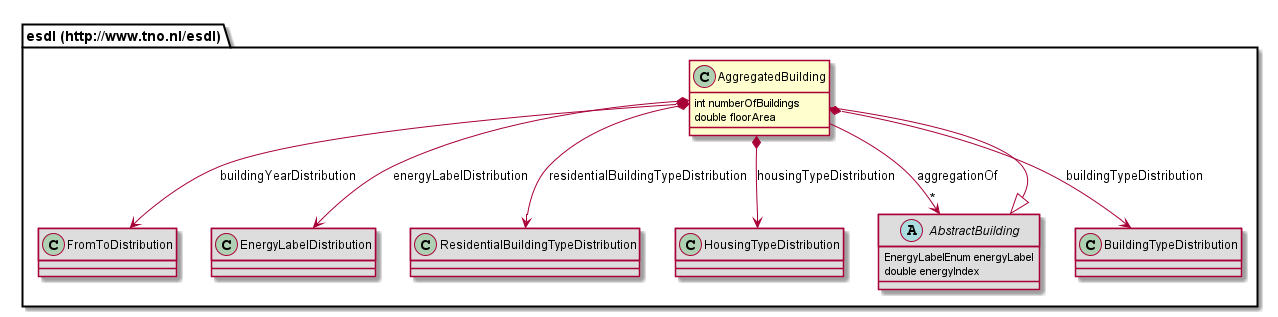 esdl (http://www.tno.nl/esdl)
C AggregatedBuilding
int numberOfBuildings
double floorArea
buildingYearDistribution
energyLabelDistribution
residentialBuildingTypeDistribution
housingTypeDistribution
aggregationOf
buildingTypeDistribution
*
C FromToDistribution
C EnergyLabelDistribution
C ResidentialBuildingTypeDistribution
C HousingTypeDistribution
A AbstractBuilding
EnergyLabelEnum energyLabel
double energyIndex
C BuildingTypeDistribution